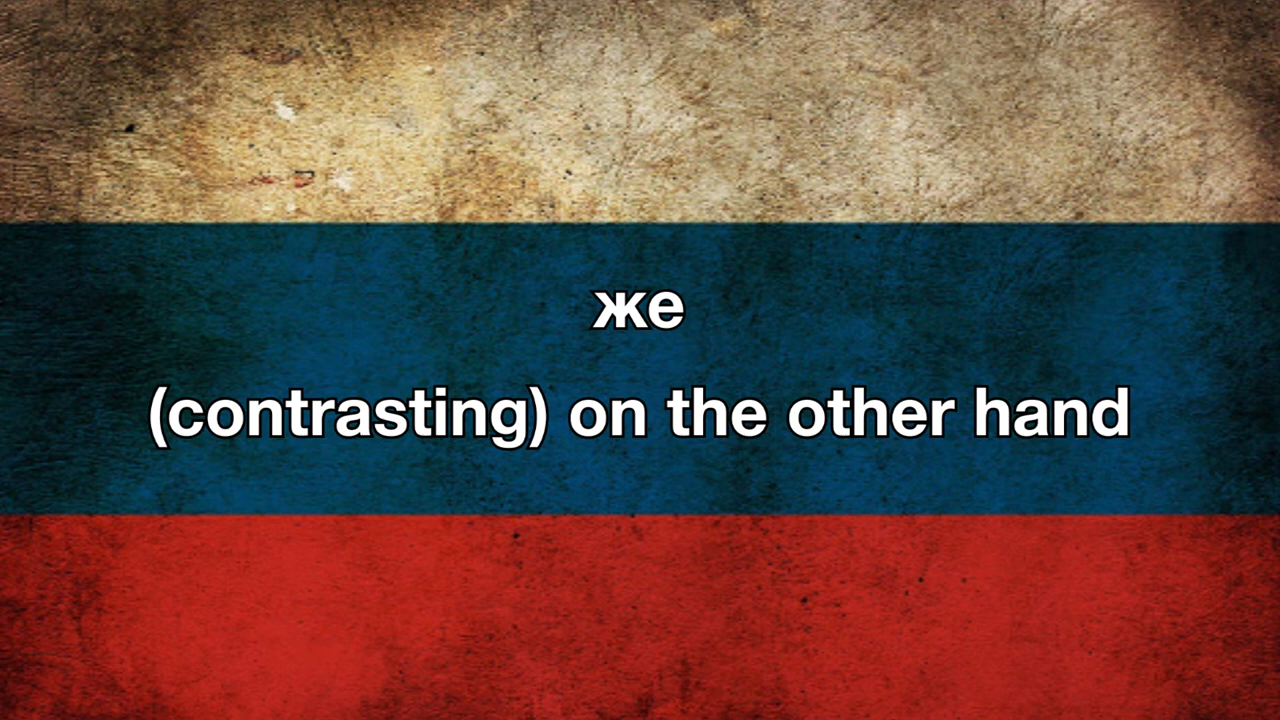 же
(contrasting) on the other hand